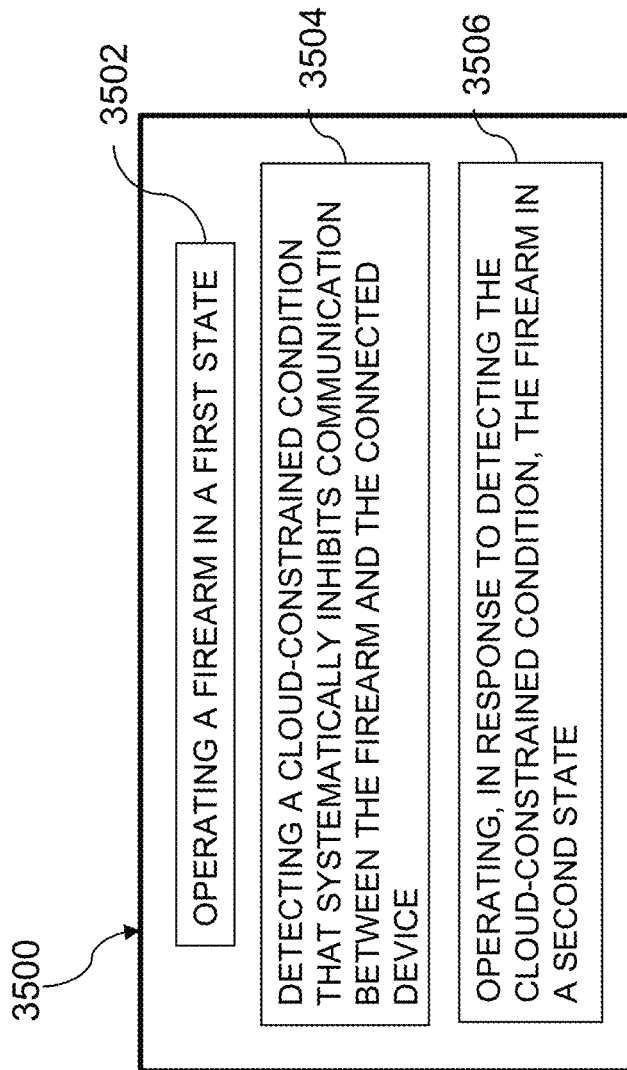 3500
3502
OPERATING A FIREARM IN A FIRST STATE
3504
DETECTING A CLOUD-CONSTRAINED CONDITION
THAT SYSTEMATICALLY INHIBITS COMMUNICATION
BETWEEN THE FIREARM AND THE CONNECTED
DEVICE
3506
OPERATING, IN RESPONSE TO DETECTING THE
CLOUD-CONSTRAINED CONDITION, THE FIREARM IN
A SECOND STATE